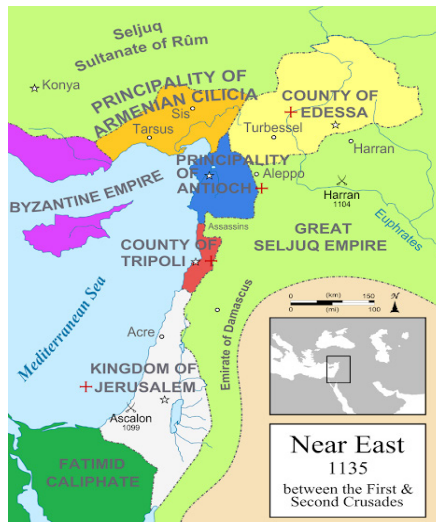 Seljuq
Sultanate of Rûm
Konya
PRINCIPALITY OF
ARMENIAN CILICIA
Sis
Tarsus
COUNTY OF
EDESSA
Turbessel
Harran
PRINCIPALITY
OF
ANTIOCH
Aleppo
Harran
1104
BYZANTINE EMPIRE
Euphrates
Assassins
GREAT
SELJUQ EMPIRE
COUNTY OF
TRIPOLI
Mediterranean Sea
Emirate of Damascus
Acre
KINGDOM OF
JERUSALEM
Ascalon
1099
FATIMID
CALIPHATE
0 (km) 150
0 (mi) 100
N
Near East
1135
between the First &
Second Crusades